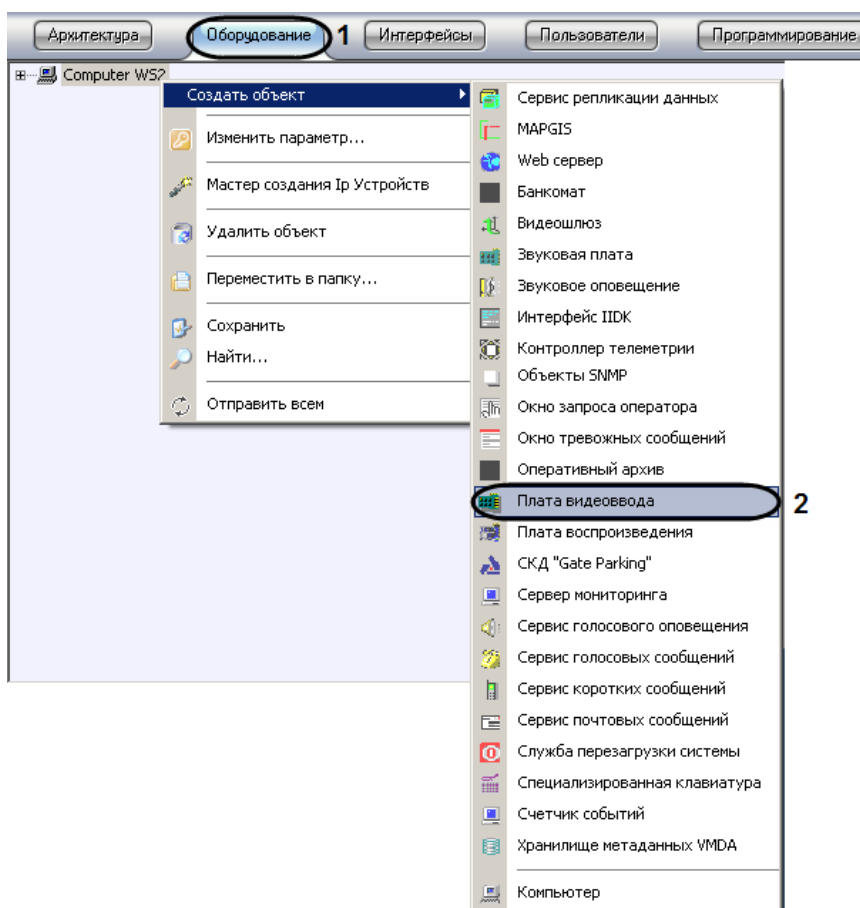 Архитектура Оборудование 1 Интерфейсы Пользователи Программирование
Computer WS2
Создать объект
Изменить параметр...
Мастер создания Ip Устройств
Удалить объект
Переместить в папку...
Сохранить
Найти...
Отправить всем
Сервис репликации данных
MAPGIS
Web сервер
Банкомат
Видеошлюз
Звуковая плата
Звуковое оповещение
Интерфейс IIDK
Контроллер телеметрии
Объекты SNMP
Окно запроса оператора
Окно тревожных сообщений
Оперативный архив
Плата видеоввода 2
Плата воспроизведения
СКД "Gate Parking"
Сервер мониторинга
Сервис голосового оповещения
Сервис голосовых сообщений
Сервис коротких сообщений
Сервис почтовых сообщений
Служба перезагрузки системы
Специализированная клавиатура
Счетчик событий
Хранилище метаданных VMDA
Компьютер